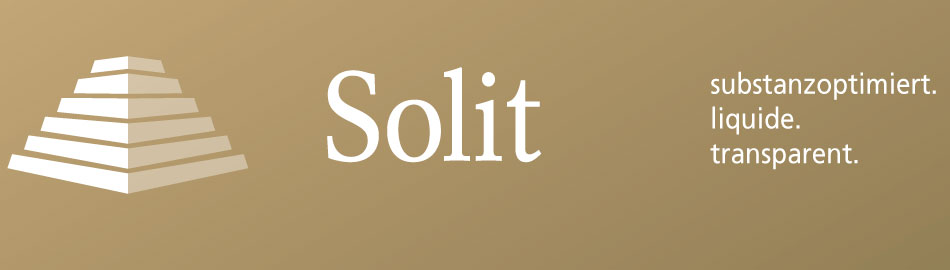 Solit
substanzoptimiert.
liquide.
transparent.